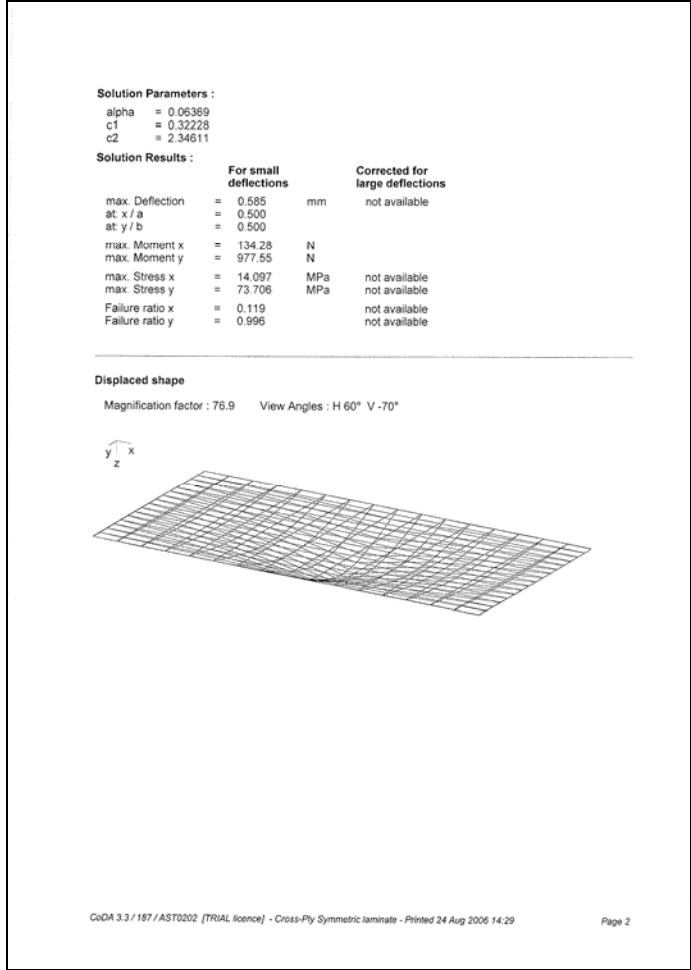 Solution Parameters :
alpha = 0.06369
c1 = 0.32228
c2 = 2.34611
Solution Results :
For small deflections
Corrected for large deflections
max. Deflection = 0.585 mm not available
at: x / a = 0.500
at: y / b = 0.500
max. Moment x = 134.28 N
max. Moment y = 977.55 N
max. Stress x = 14.097 MPa not available
max. Stress y = 73.706 MPa not available
Failure ratio x = 0.119 not available
Failure ratio y = 0.996 not available
Displaced shape
Magnification factor : 76.9 View Angles : H 60° V -70°
y x
z
CoDA 3.3 / 187 / AST0202 [TRIAL licence] - Cross-Ply Symmetric laminate - Printed 24 Aug 2006 14:29 Page 2